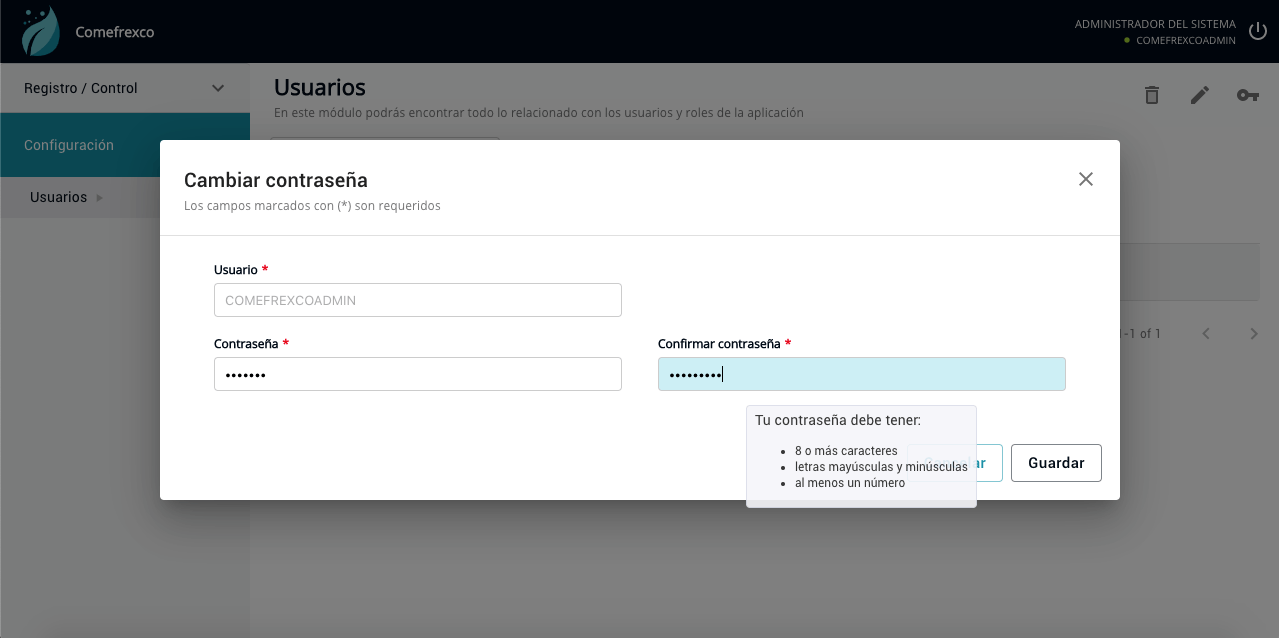 Comefrexco
ADMINISTRADOR DEL SISTEMA
COMEFREXCOADMIN
Registro / Control
Configuración
Usuarios
Usuarios
En este módulo podrás encontrar todo lo relacionado con los usuarios y roles de la aplicación
Cambiar contraseña
Los campos marcados con (*) son requeridos
Usuario *
COMEFREXCOADMIN
Contraseña *
•••••••
Confirmar contraseña *
•••••••••
Tu contraseña debe tener:
• 8 o más caracteres
• letras mayúsculas y minúsculas
• al menos un número
Cancelar
Guardar
-1 of 1